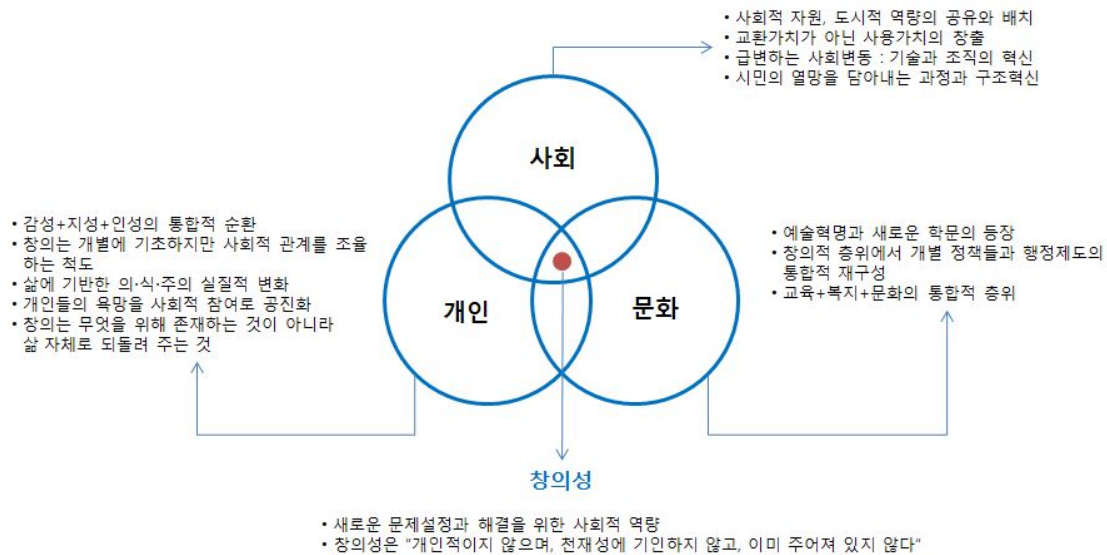 • 사회적 자원, 도시적 역량의 공유와 배치
• 교환가치가 아닌 사용가치의 창출
• 급변하는 사회변동 : 기술과 조직의 혁신
• 시민의 열망을 담아내는 과정과 구조혁신
사회
• 감성+지성+인성의 통합적 순환
• 창의는 개별에 기초하지만 사회적 관계를 조율
하는 척도
• 삶에 기반한 의·식·주의 실질적 변화
• 개인들의 욕망을 사회적 참여로 공진화
• 창의는 무엇을 위해 존재하는 것이 아니라
삶 자체로 되돌려 주는 것
개인
문화
• 예술혁명과 새로운 학문의 등장
• 창의적 층위에서 개별 정책들과 행정제도의
통합적 재구성
• 교육+복지+문화의 통합적 층위
창의성
• 새로운 문제설정과 해결을 위한 사회적 역량
• 창의성은 "개인적이지 않으며, 천재성에 기인하지 않고, 이미 주어져 있지 않다"